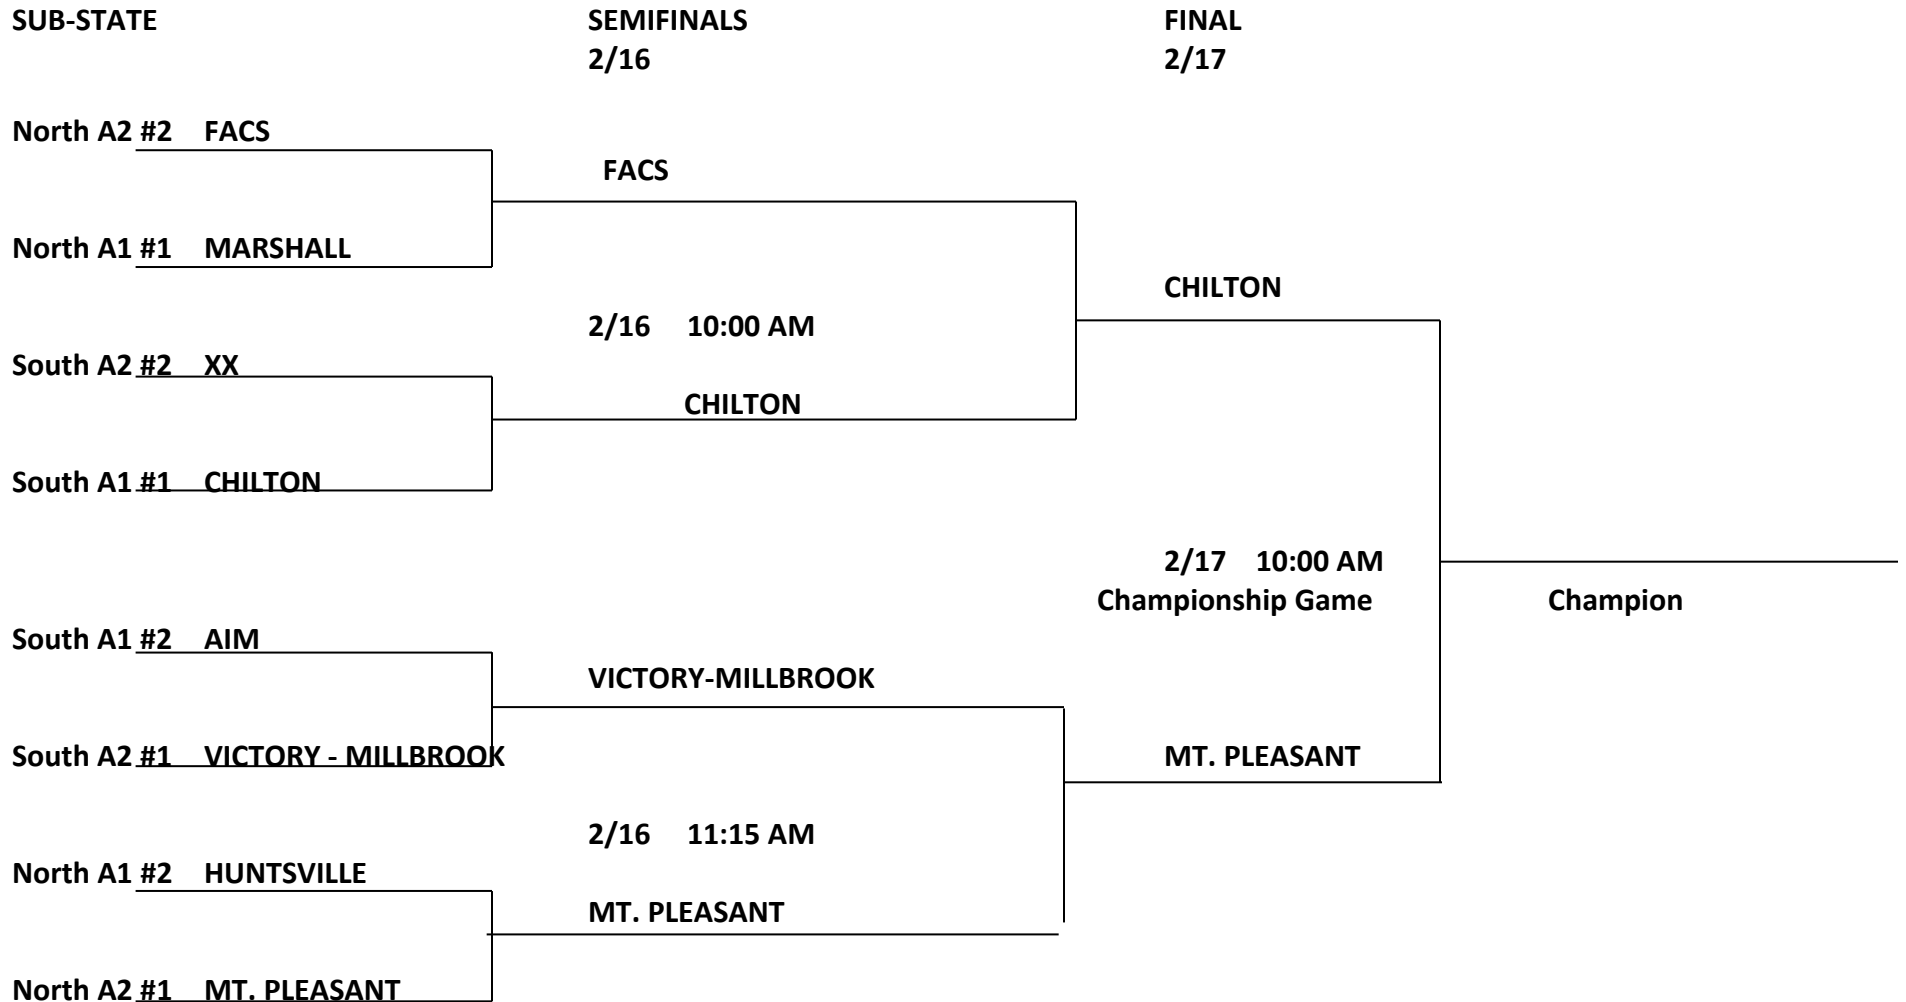 SUB-STATE SEMIFINALS FINAL
2/16 2/17
North A2 #2 FACS
FACS
North A1 #1 MARSHALL
CHILTON
2/16 10:00 AM
South A2 #2 XX
CHILTON
South A1 #1 CHILTON
2/17 10:00 AM
Championship Game Champion
South A1 #2 AIM
VICTORY-MILLBROOK
South A2 #1 VICTORY - MILLBROOK MT. PLEASANT
2/16 11:15 AM
North A1 #2 HUNTSVILLE
MT. PLEASANT
North A2 #1 MT. PLEASANT